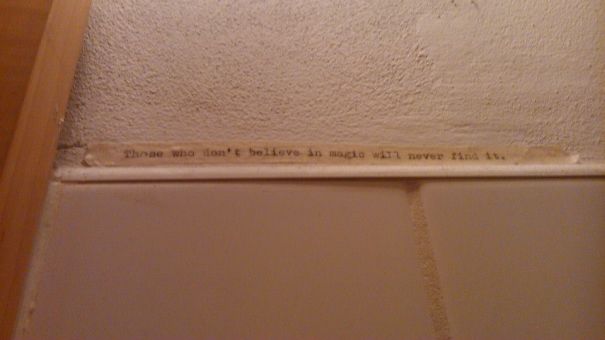 Those who don't believe in magic will never find it.